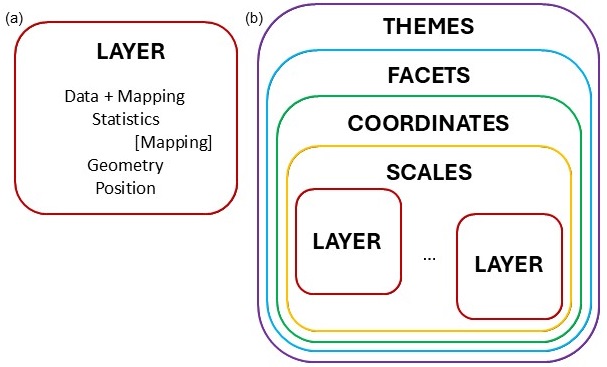 (a)
LAYER
Data + Mapping
Statistics
[Mapping]
Geometry
Position
(b)
THEMES
FACETS
COORDINATES
SCALES
LAYER
...
LAYER